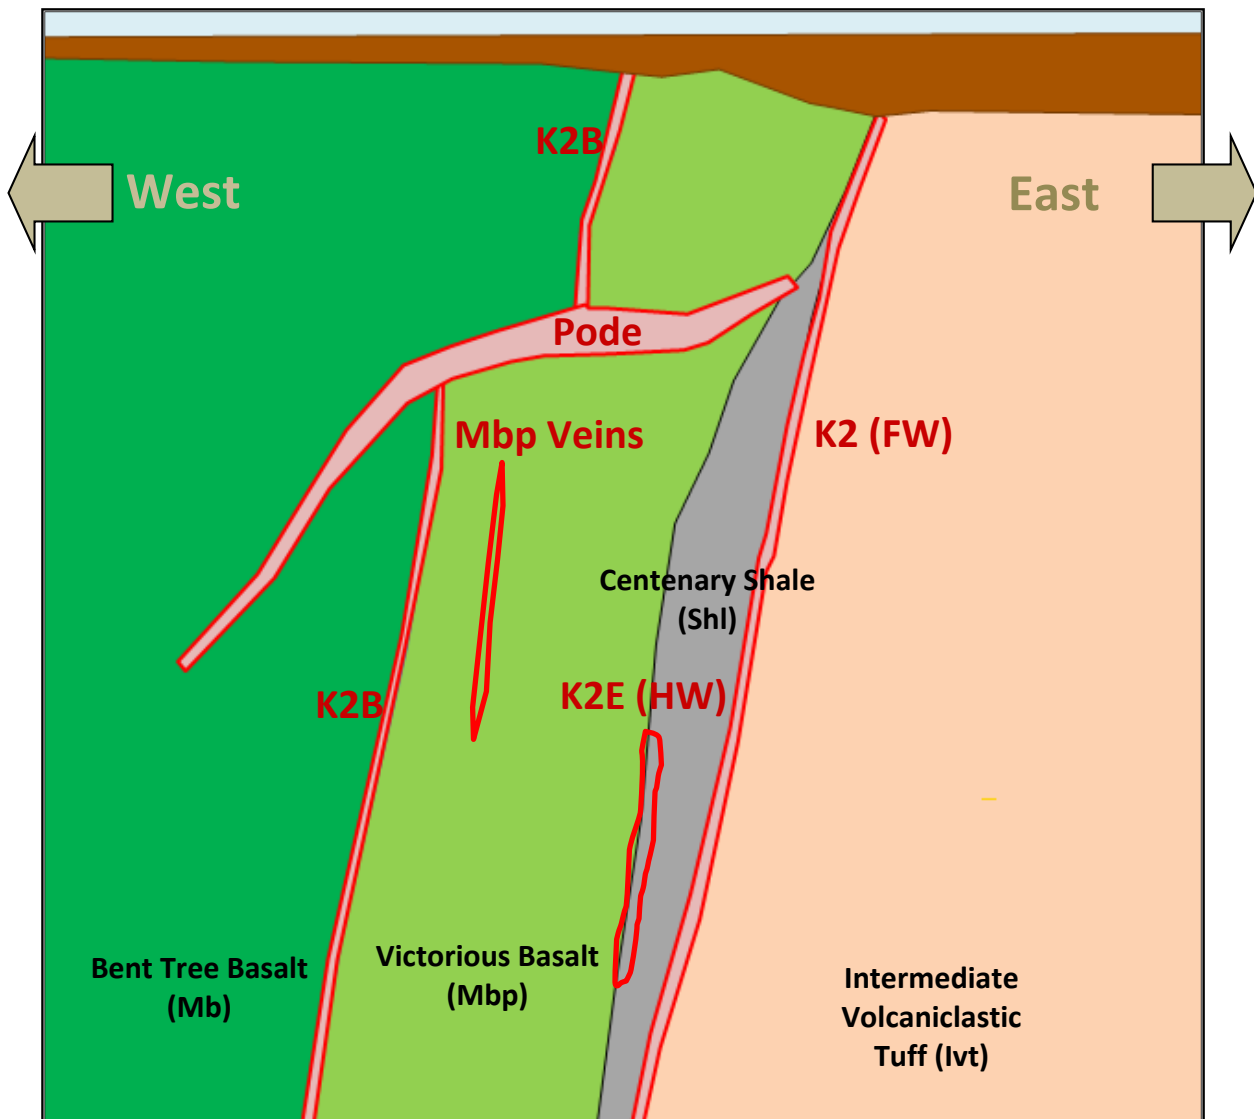 K2B
West
East
Pode
Mbp Veins
K2 (FW)
Centenary Shale
(Shl)
K2E (HW)
K2B
Bent Tree Basalt
(Mb)
Victorious Basalt
(Mbp)
Intermediate
Volcaniclastic
Tuff (Ivt)